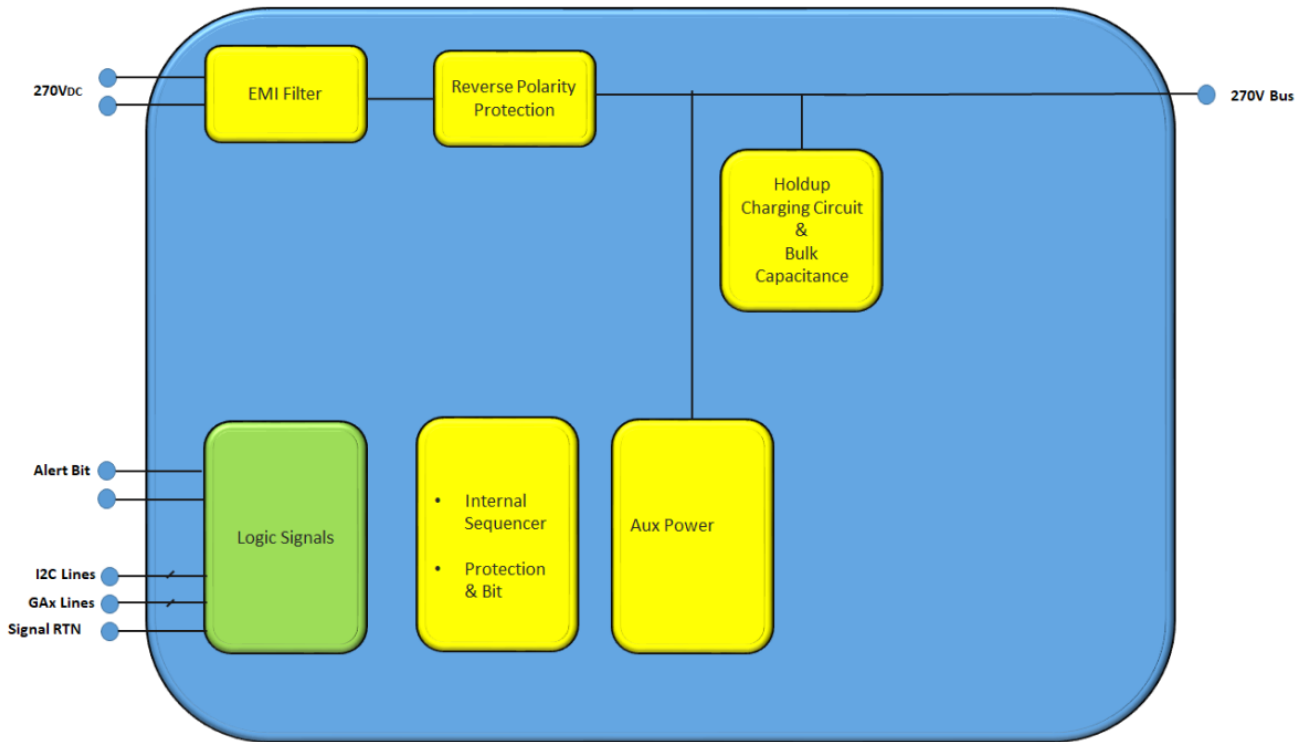 270VDC
EMI Filter
Reverse Polarity
Protection
270V Bus
Holdup
Charging Circuit
&
Bulk
Capacitance
Alert Bit
I2C Lines
GAx Lines
Signal RTN
Logic Signals
• Internal
Sequencer
• Protection
& Bit
Aux Power